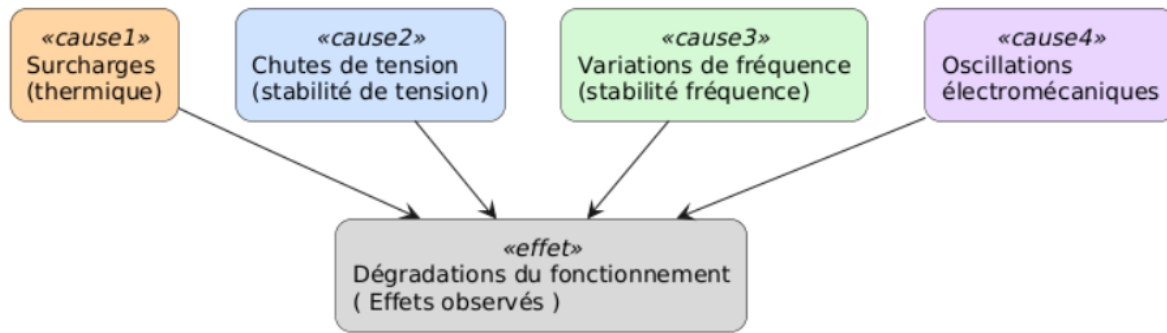 «cause1»
Surcharges
(thermique)
«cause2»
Chutes de tension
(stabilité de tension)
«cause3»
Variations de fréquence
(stabilité fréquence)
«cause4»
Oscillations
électromécaniques
«effet»
Dégradations du fonctionnement
( Effets observés )